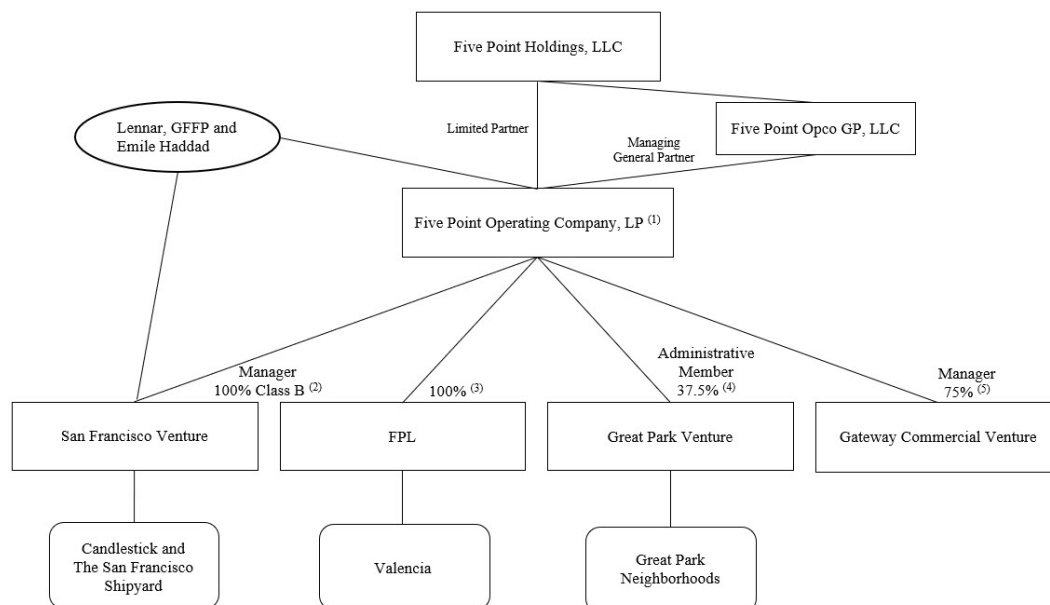 Five Point Holdings, LLC
Lennar, GFFP and
Emile Haddad
Limited Partner
Five Point Opco GP, LLC
Managing
General Partner
Five Point Operating Company, LP (1)
Manager
100% Class B (2)
100% (3)
Administrative
Member
37.5% (4)
Manager
75% (5)
San Francisco Venture
FPL
Great Park Venture
Gateway Commercial Venture
Candlestick and
The San Francisco
Shipyard
Valencia
Great Park
Neighborhoods